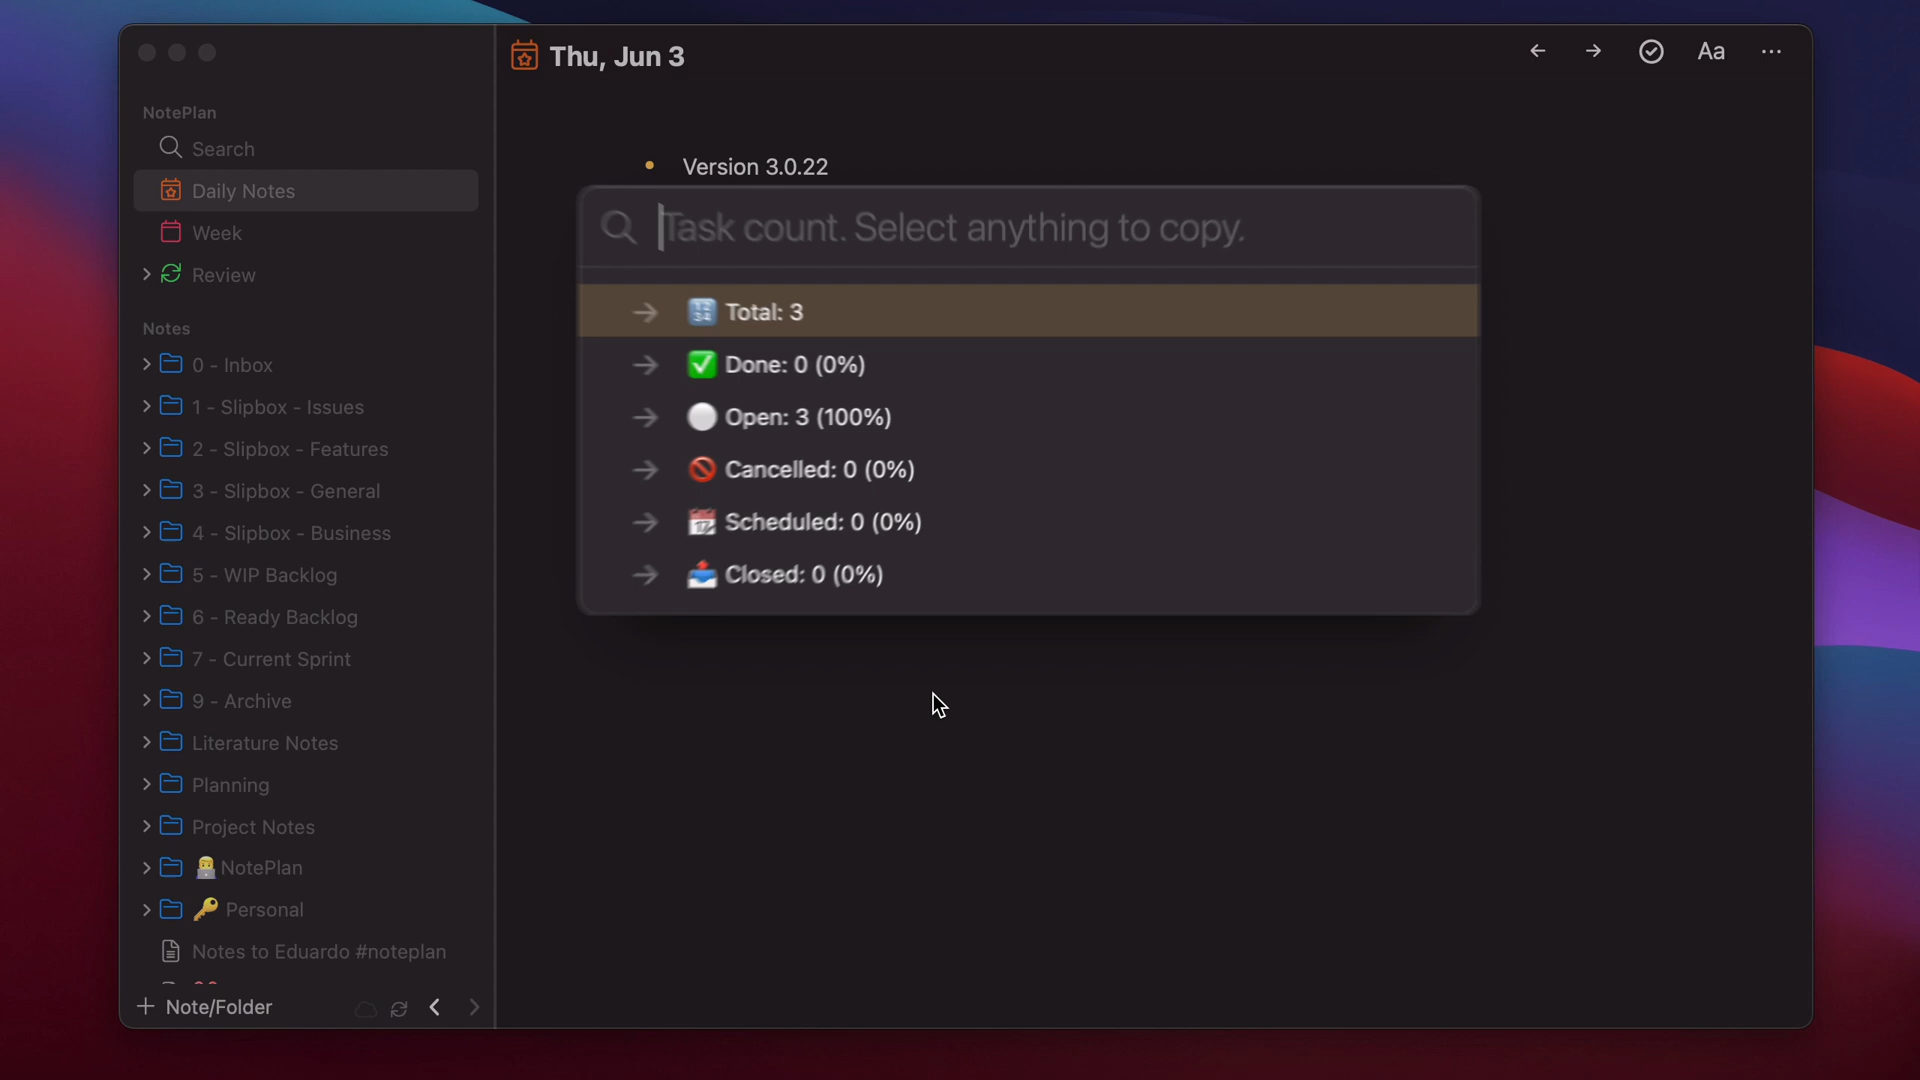 Thu, Jun 3
Aa
NotePlan
Search
Daily Notes
Week
Review
Notes
0 - Inbox
1 - Slipbox - Issues
2 - Slipbox - Features
3 - Slipbox - General
4 - Slipbox - Business
5 - WIP Backlog
6 - Ready Backlog
7 - Current Sprint
9 - Archive
Literature Notes
Planning
Project Notes
NotePlan
Personal
Notes to Eduardo #noteplan
+ Note/Folder
• Version 3.0.22
Task count. Select anything to copy.
Total: 3
Done: 0 (0%)
Open: 3 (100%)
Cancelled: 0 (0%)
Scheduled: 0 (0%)
Closed: 0 (0%)